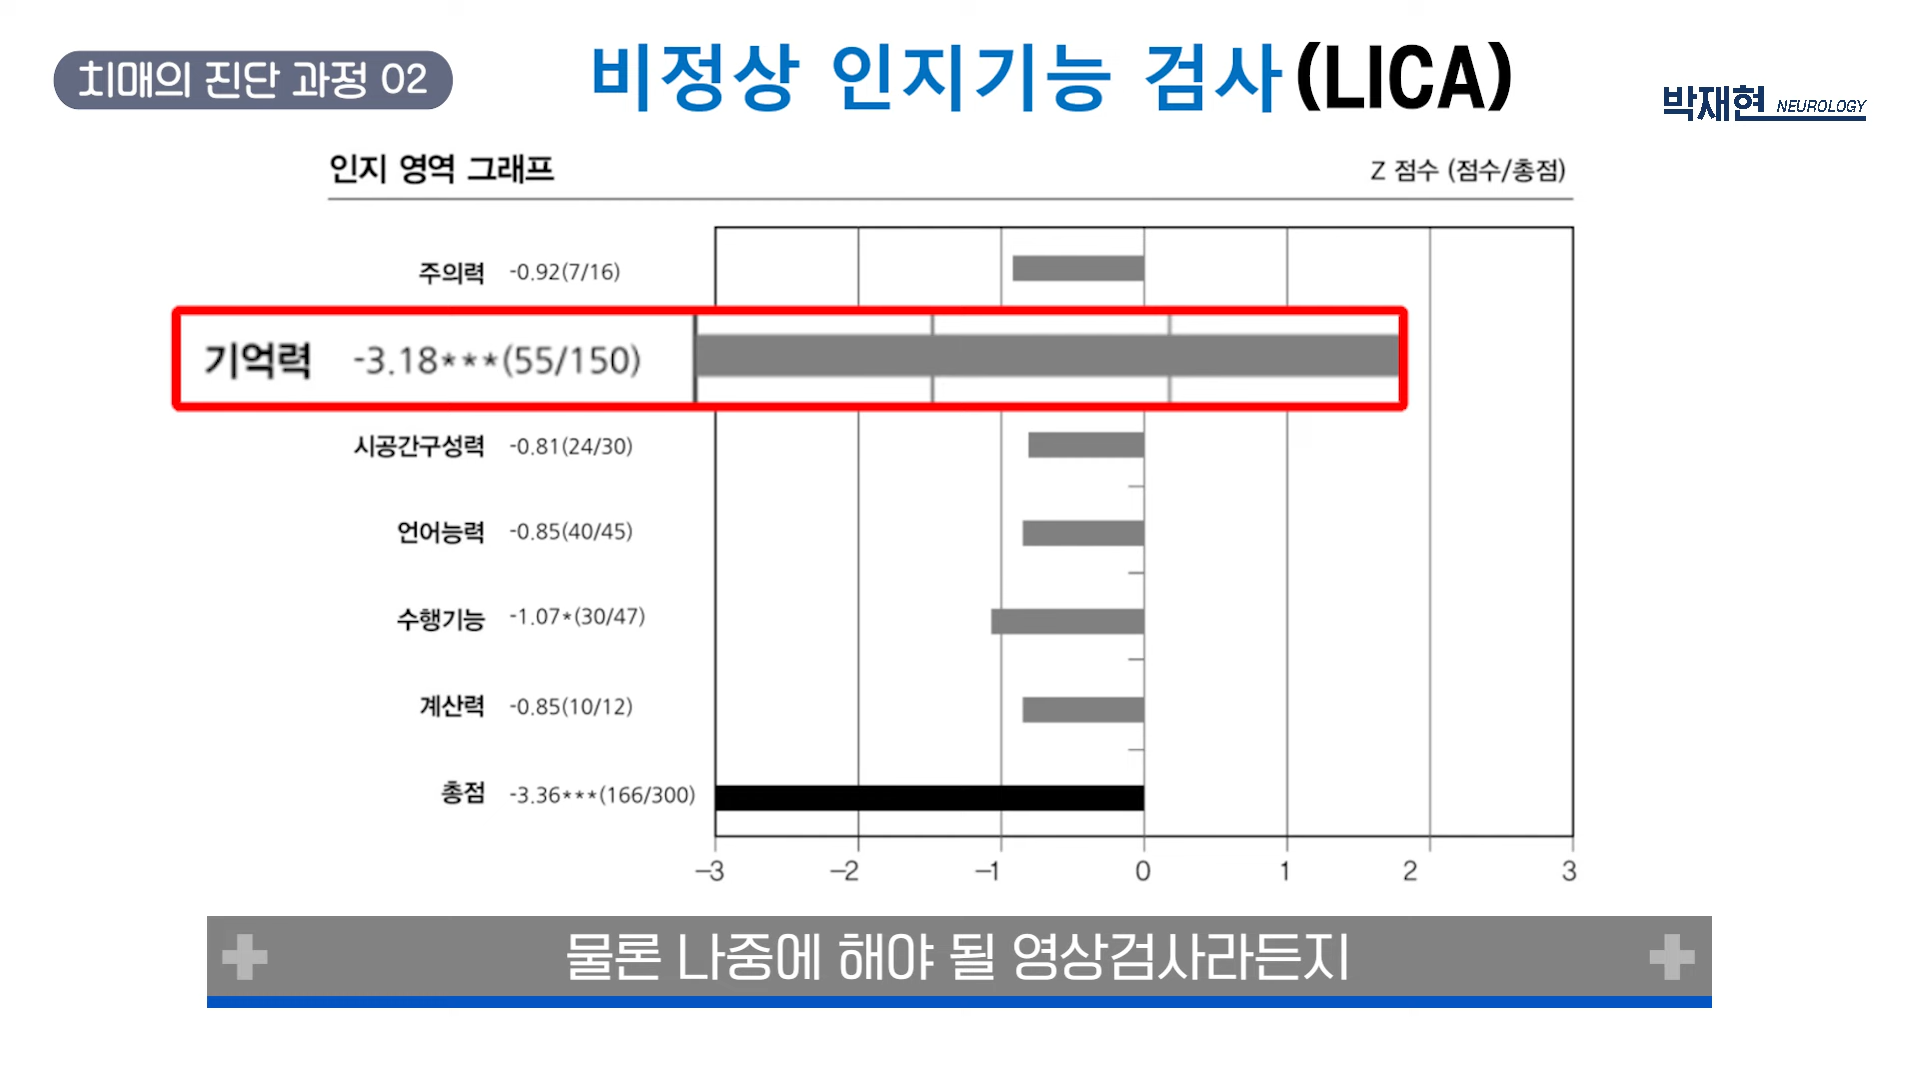 치매의 진단 과정 02
비정상 인지기능 검사(LICA)
박재현 NEUROLOGY
인지 영역 그래프
Z 점수 (점수/총점)
주의력 -0.92(7/16)
기억력 -3.18***(55/150)
시공간구성력 -0.81(24/30)
언어능력 -0.85(40/45)
수행기능 -1.07*(30/47)
계산력 -0.85(10/12)
총점 -3.36***(166/300)
-3 -2 -1 0 1 2 3
물론 나중에 해야 될 영상검사라든지